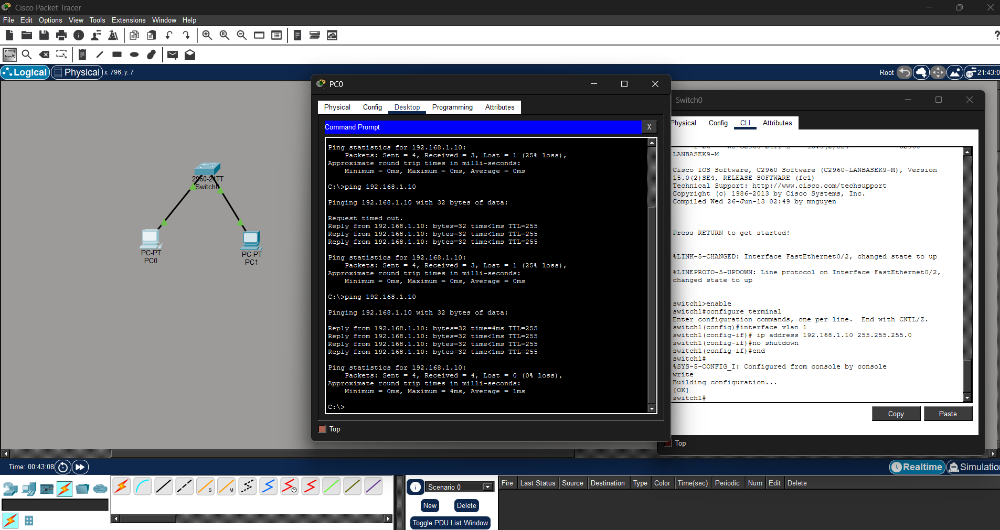 Cisco Packet Tracer
File Edit Options View Tools Extensions Window Help
?
Logical Physical x: 796, y: 7
Root 21:43:0
2960-24TT
Switch0
PC-PT
PC0
PC-PT
PC1
PC0
Physical Config Desktop Programming Attributes
Command Prompt X
Ping statistics for 192.168.1.10:
Packets: Sent = 4, Received = 3, Lost = 1 (25% loss),
Approximate round trip times in milli-seconds:
Minimum = 0ms, Maximum = 0ms, Average = 0ms
C:\>ping 192.168.1.10
Pinging 192.168.1.10 with 32 bytes of data:
Request timed out.
Reply from 192.168.1.10: bytes=32 time<1ms TTL=255
Reply from 192.168.1.10: bytes=32 time<1ms TTL=255
Reply from 192.168.1.10: bytes=32 time<1ms TTL=255
Ping statistics for 192.168.1.10:
Packets: Sent = 4, Received = 3, Lost = 1 (25% loss),
Approximate round trip times in milli-seconds:
Minimum = 0ms, Maximum = 0ms, Average = 0ms
C:\>ping 192.168.1.10
Pinging 192.168.1.10 with 32 bytes of data:
Reply from 192.168.1.10: bytes=32 time=4ms TTL=255
Reply from 192.168.1.10: bytes=32 time<1ms TTL=255
Reply from 192.168.1.10: bytes=32 time<1ms TTL=255
Reply from 192.168.1.10: bytes=32 time<1ms TTL=255
Ping statistics for 192.168.1.10:
Packets: Sent = 4, Received = 4, Lost = 0 (0% loss),
Approximate round trip times in milli-seconds:
Minimum = 0ms, Maximum = 4ms, Average = 1ms
C:\>
Top
Switch0
Physical Config CLI Attributes
LANBASEK9-M
Cisco IOS Software, C2960 Software (C2960-LANBASEK9-M), Version
15.0(2)SE4, RELEASE SOFTWARE (fc1)
Technical Support: http://www.cisco.com/techsupport
Copyright (c) 1986-2013 by Cisco Systems, Inc.
Compiled Wed 26-Jun-13 02:49 by mnguyen
Press RETURN to get started!
%LINK-5-CHANGED: Interface FastEthernet0/2, changed state to up
%LINEPROTO-5-UPDOWN: Line protocol on Interface FastEthernet0/2,
changed state to up
switch1>enable
switch1#configure terminal
Enter configuration commands, one per line.  End with CNTL/Z.
switch1(config)#interface vlan 1
switch1(config-if)# ip address 192.168.1.10 255.255.255.0
switch1(config-if)#no shutdown
switch1(config-if)#end
switch1#
%SYS-5-CONFIG_I: Configured from console by console
write
Building configuration...
[OK]
switch1#
Copy Paste
Top
Time: 00:43:08
Realtime Simulation
S M
Scenario 0
New Delete
Toggle PDU List Window
Fire Last Status Source Destination Type Color Time(sec) Periodic Num Edit Delete